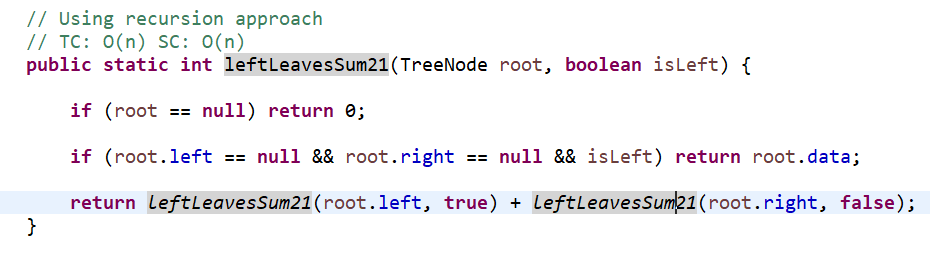 // Using recursion approach
// TC: O(n) SC: O(n)
public static int leftLeavesSum21(TreeNode root, boolean isLeft) {
if (root == null) return 0;
if (root.left == null && root.right == null && isLeft) return root.data;
return leftLeavesSum21(root.left, true) + leftLeavesSum21(root.right, false);
}